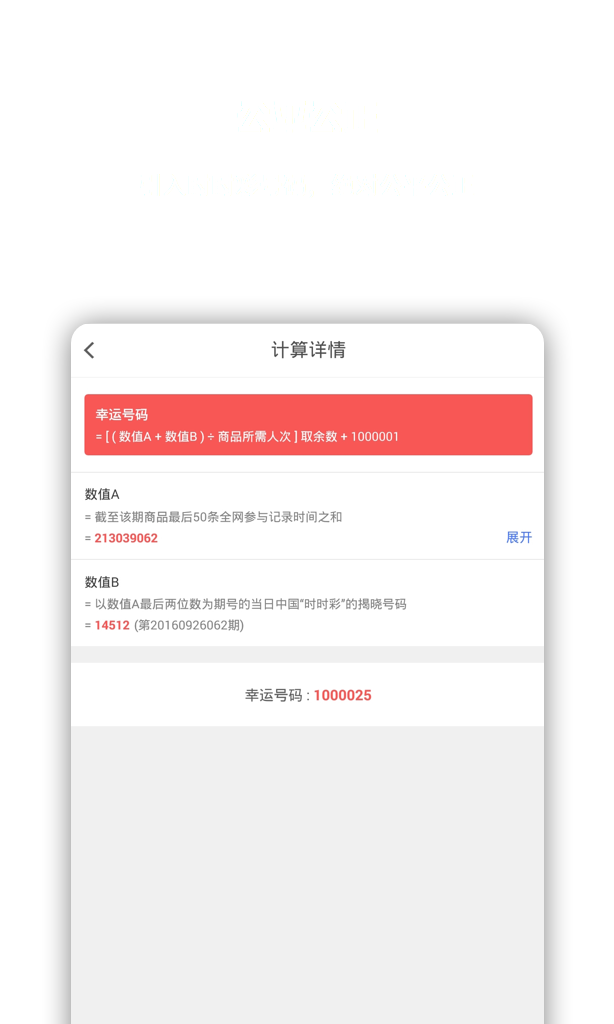 计算详情
幸运号码
= [ ( 数值A + 数值B ) ÷ 商品所需人次 ] 取余数 + 1000001
数值A
= 截至该期商品最后50条全网参与记录时间之和
= 213039062
展开
数值B
= 以数值A最后两位数为期号的当日中国“时时彩”的揭晓号码
= 14512 (第20160926062期)
幸运号码 : 1000025